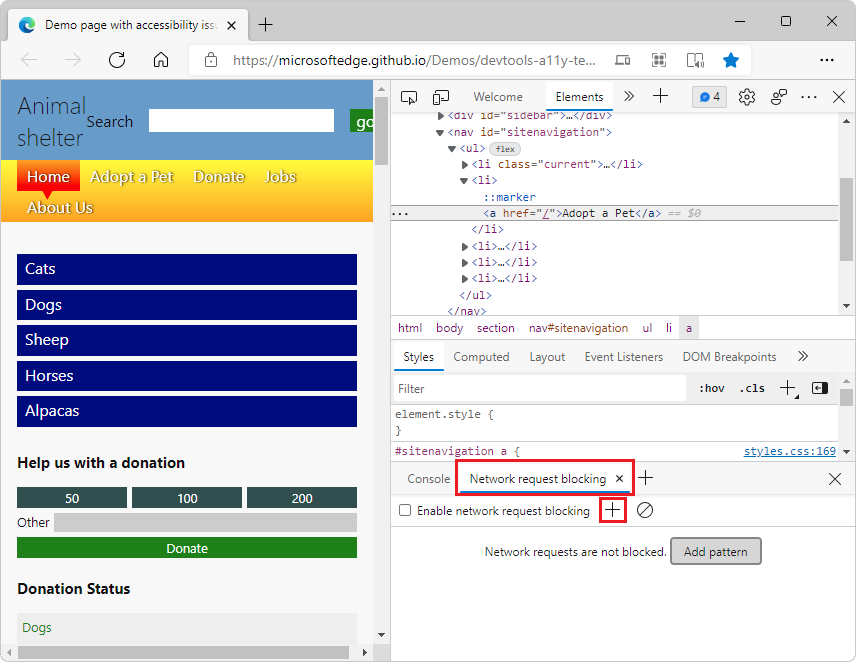 Demo page with accessibility issu
https://microsoftedge.github.io/Demos/devtools-a11y-te...
Animal
shelter
Search
go
Home
Adopt a Pet
Donate
Jobs
About Us
Cats
Dogs
Sheep
Horses
Alpacas
Help us with a donation
50
100
200
Other
Donate
Donation Status
Dogs
Welcome
Elements
4
<div id="sidebar">…</div>
<nav id="sitenavigation">
<ul> flex
<li class="current">…</li>
<li>
::marker
<a href="/">Adopt a Pet</a> == $0
</li>
<li>…</li>
<li>…</li>
<li>…</li>
</ul>
</nav>
html body section nav#sitenavigation ul li a
Styles Computed Layout Event Listeners DOM Breakpoints
Filter
:hov .cls
element.style {
}
#sitenavigation a {
styles.css:169
Console
Network request blocking
Enable network request blocking
Network requests are not blocked.
Add pattern